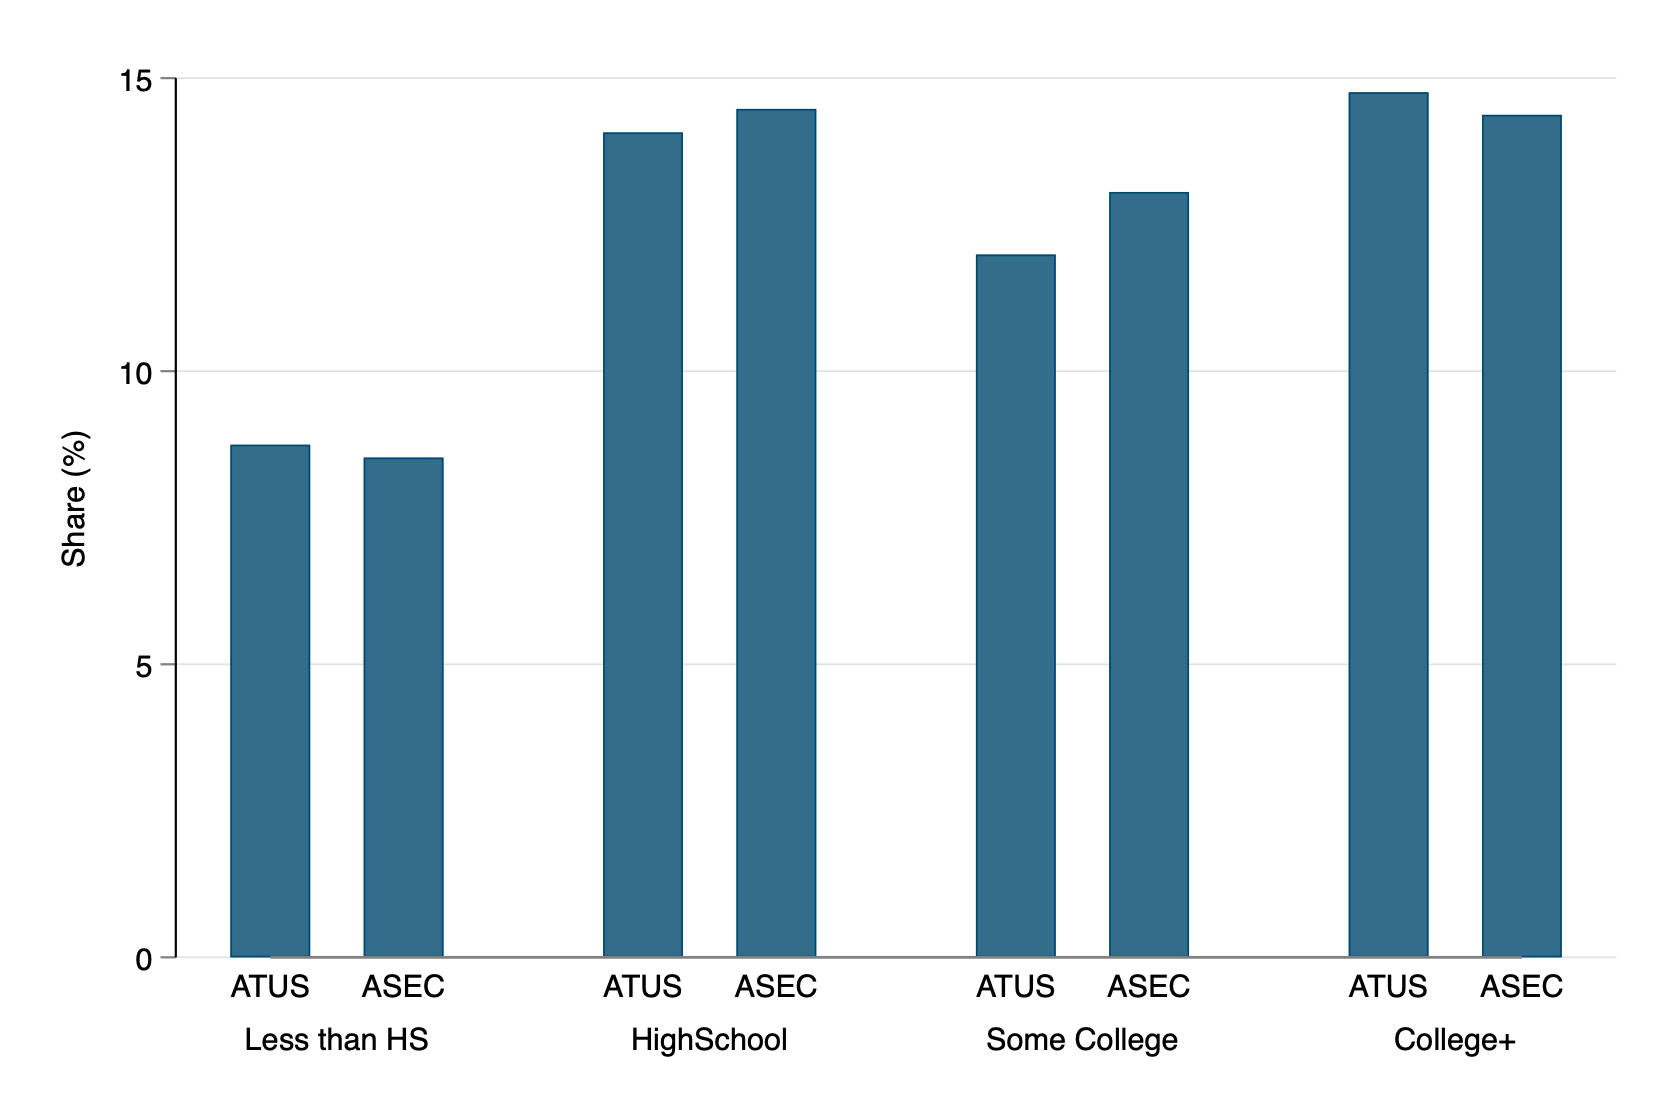 15
10
5
0
Share (%)
ATUS ASEC ATUS ASEC ATUS ASEC ATUS ASEC
Less than HS HighSchool Some College College+